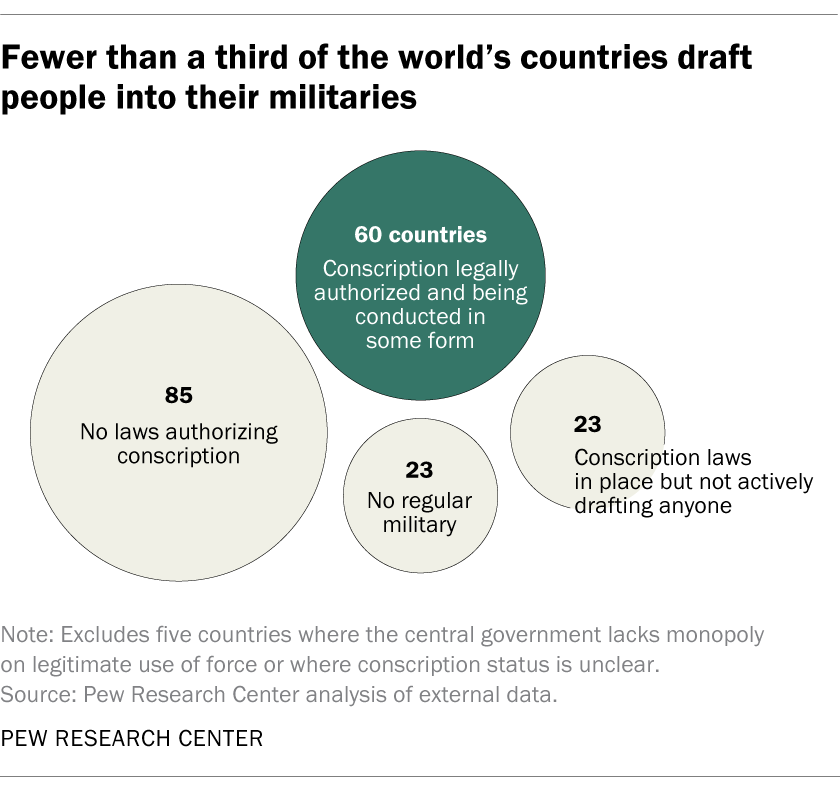 Fewer than a third of the world’s countries draft
people into their militaries
60 countries
Conscription legally
authorized and being
conducted in
some form
85
No laws authorizing
conscription
23
No regular
military
23
Conscription laws
in place but not actively
drafting anyone
Note: Excludes five countries where the central government lacks monopoly
on legitimate use of force or where conscription status is unclear.
Source: Pew Research Center analysis of external data.
PEW RESEARCH CENTER